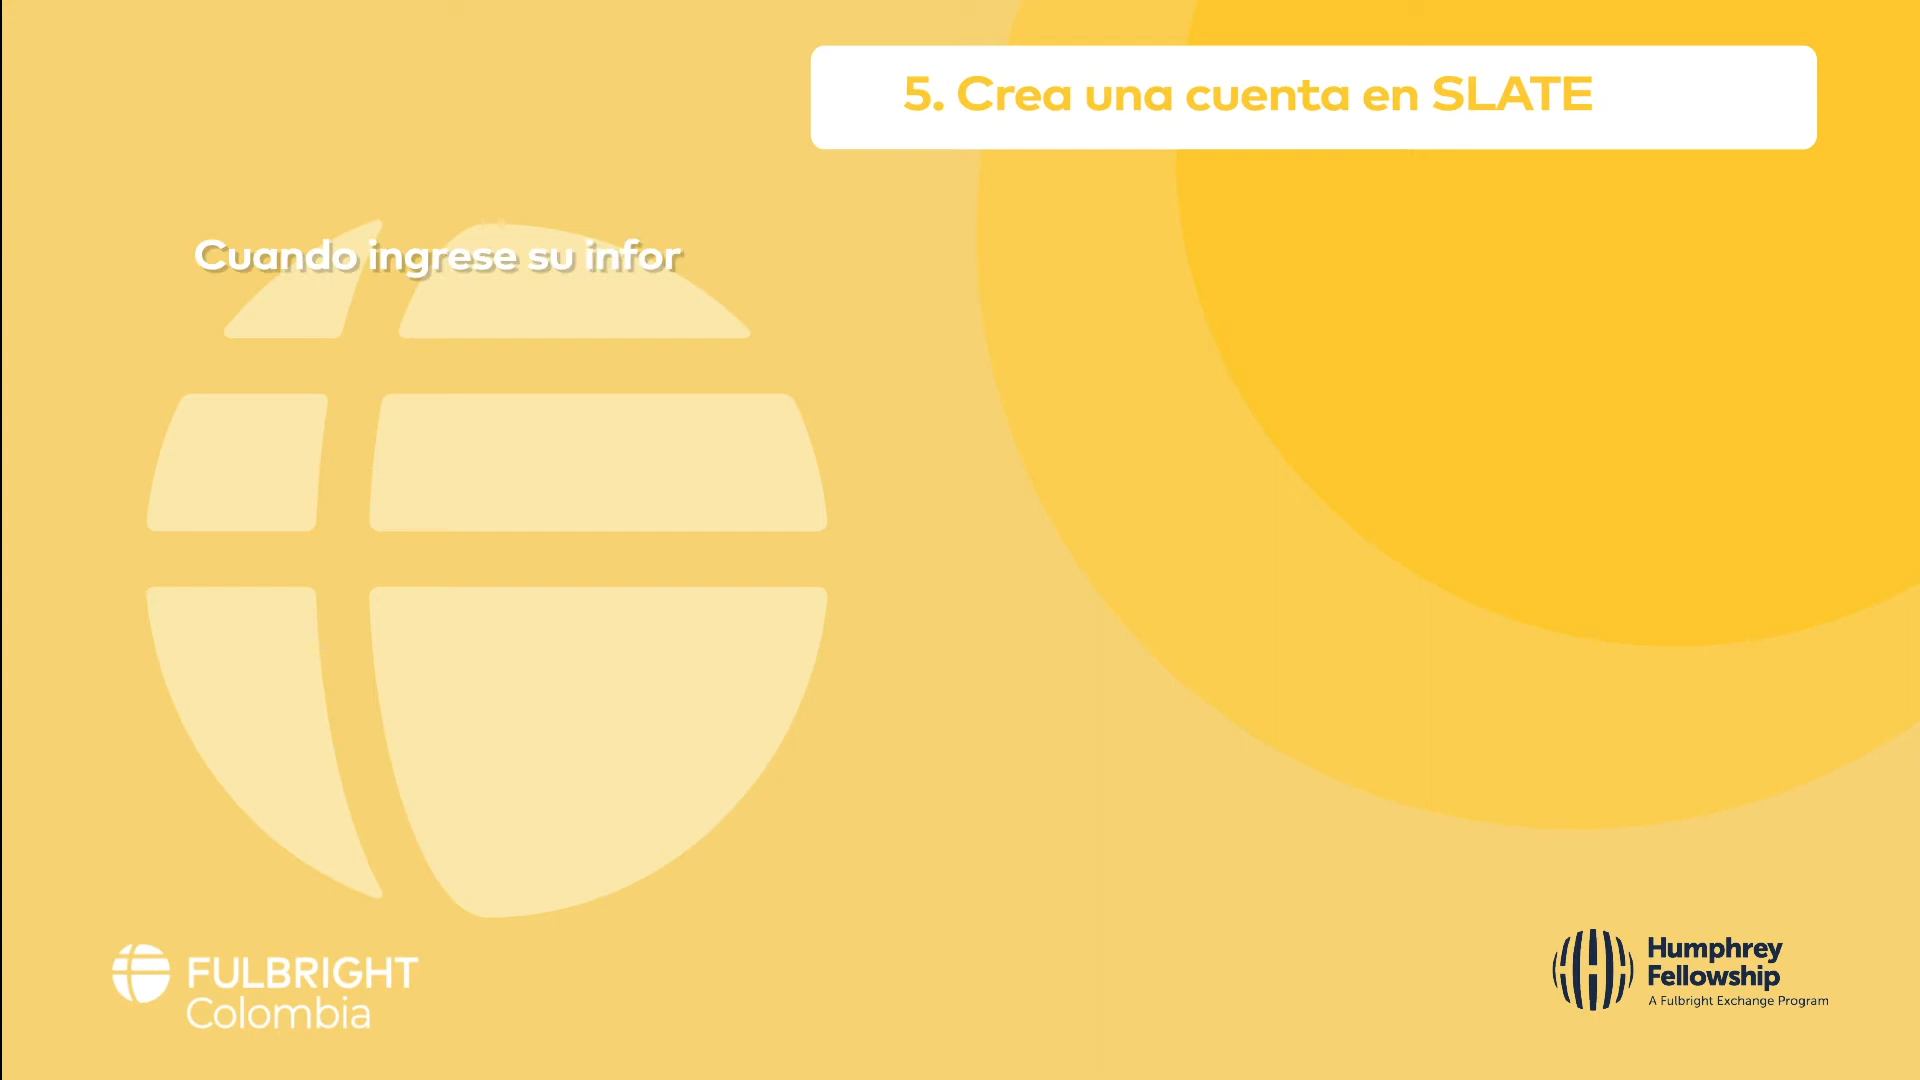 5. Crea una cuenta en SLATE
Cuando ingrese su infor
FULBRIGHT
Colombia
Humphrey
Fellowship
A Fulbright Exchange Program